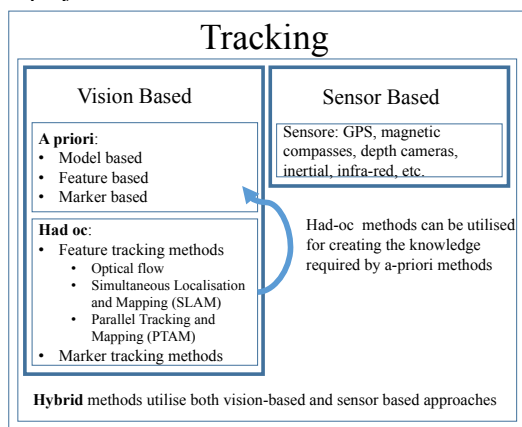 Tracking
Vision Based
A priori:
• Model based
• Feature based
• Marker based
Had oc:
• Feature tracking methods
• Optical flow
• Simultaneous Localisation
and Mapping (SLAM)
• Parallel Tracking and
Mapping (PTAM)
• Marker tracking methods
Sensor Based
Sensore: GPS, magnetic
compasses, depth cameras,
inertial, infra-red, etc.
Had-oc methods can be utilised
for creating the knowledge
required by a-priori methods
Hybrid methods utilise both vision-based and sensor based approaches